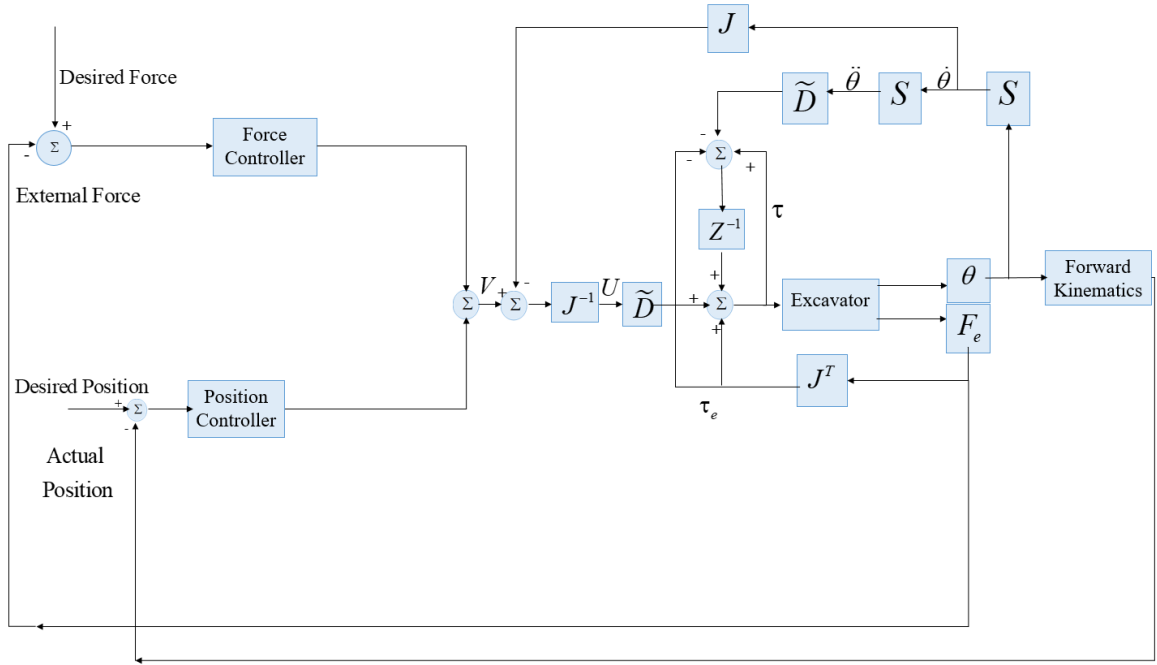 J
Desired Force
D̃
θ̈
S
θ̇
S
+
Σ
-
Force
Controller
-
-
Σ
+
External Force
τ
Z⁻¹
V
+
-
U
+
θ
Forward
Kinematics
Σ
Σ
J⁻¹
D̃
+
Σ
Excavator
+
Fₑ
Desired Position
Position
Controller
Jᵀ
+
Σ
-
τₑ
Actual
Position